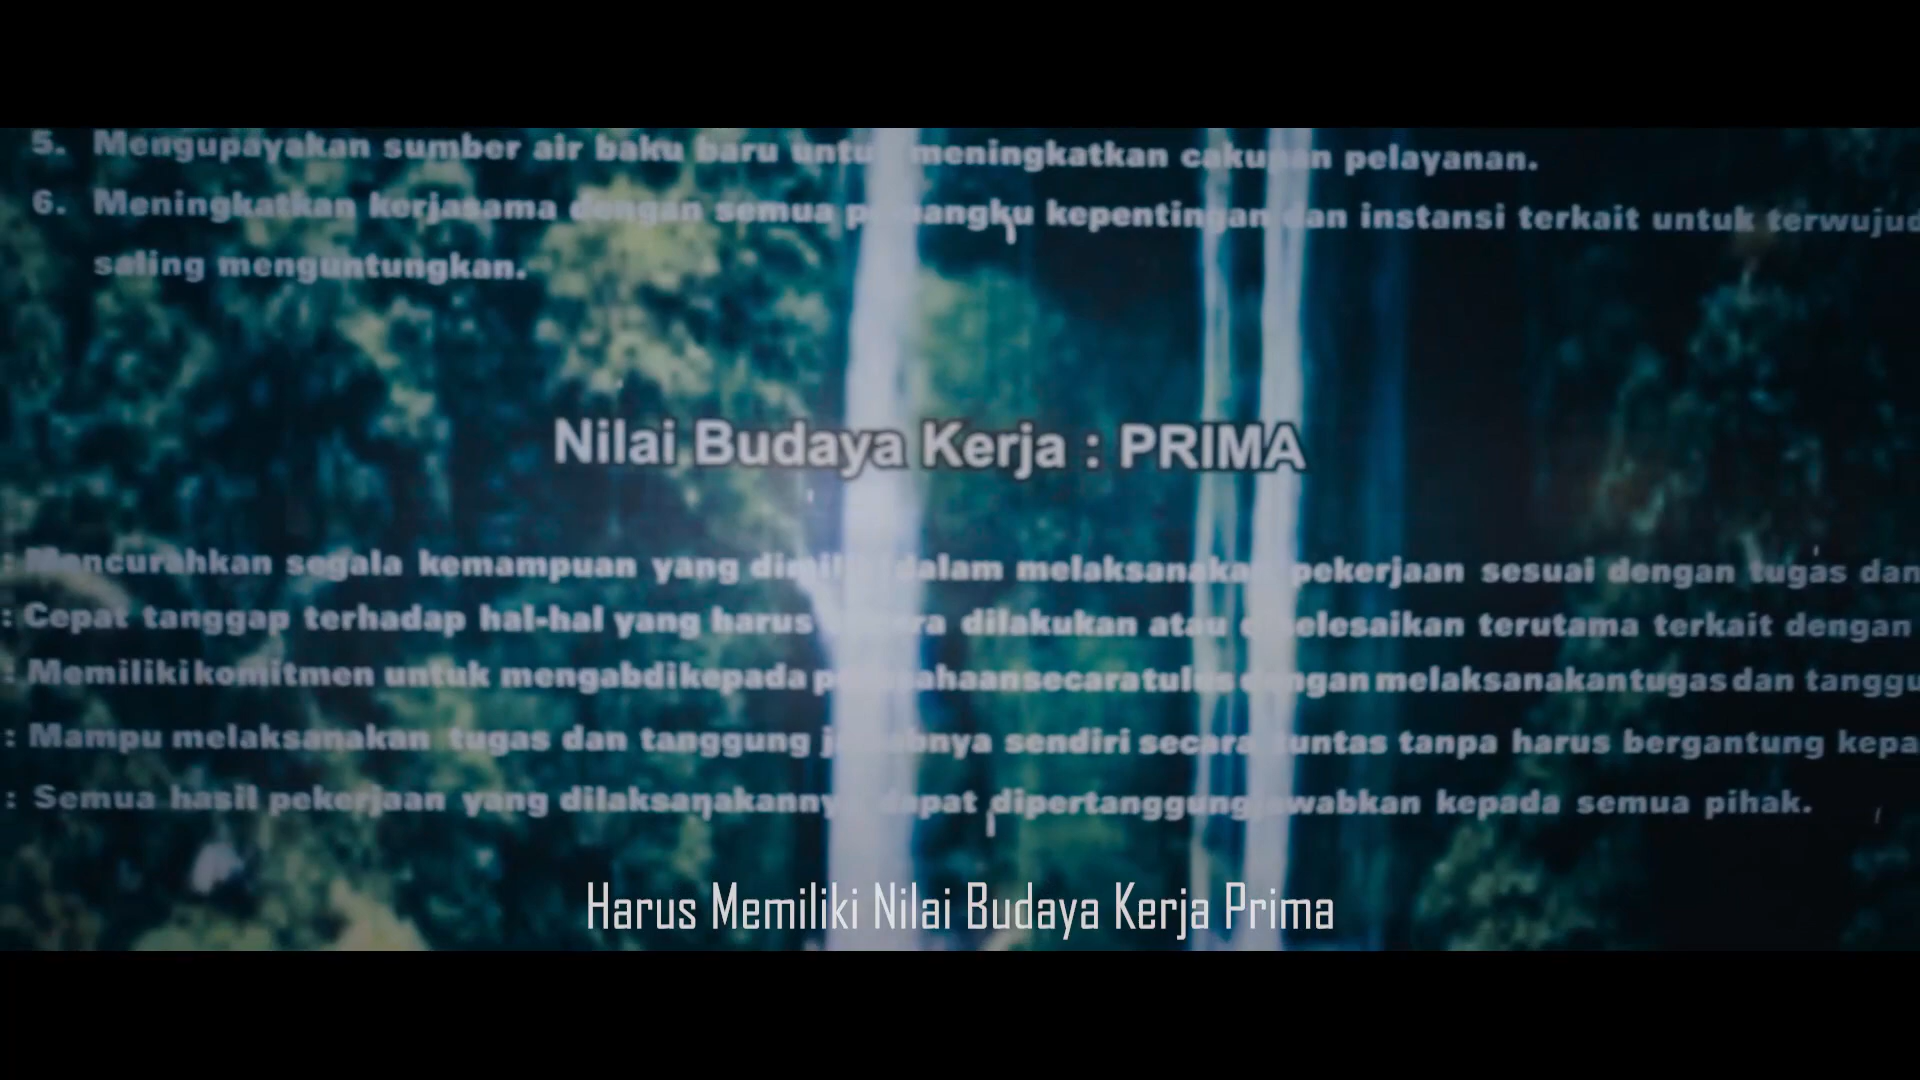 5. Mengupayakan sumber air baku baru untuk meningkatkan cakupan pelayanan.
6. Meningkatkan kerjasama dengan semua pemangku kepentingan dan instansi terkait untuk terwujud
saling menguntungkan.
Nilai Budaya Kerja : PRIMA
: Mencurahkan segala kemampuan yang dimiliki dalam melaksanakan pekerjaan sesuai dengan tugas dan
: Cepat tanggap terhadap hal-hal yang harus segera dilakukan atau diselesaikan terutama terkait dengan
: Memiliki komitmen untuk mengabdi kepada perusahaan secara tulus dengan melaksanakan tugas dan tanggu
: Mampu melaksanakan tugas dan tanggung jawabnya sendiri secara tuntas tanpa harus bergantung kepa
: Semua hasil pekerjaan yang dilaksanakannya dapat dipertanggungjawabkan kepada semua pihak.
Harus Memiliki Nilai Budaya Kerja Prima